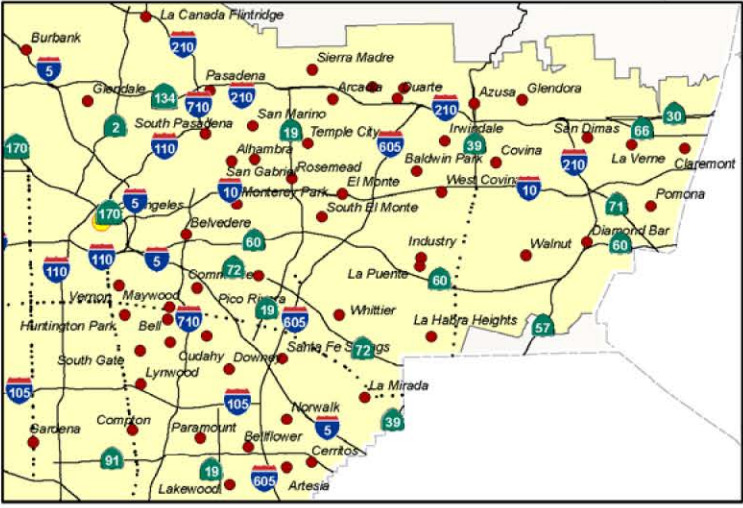 La Canada Flintridge
Burbank
210
5
Sierra Madre
Pasadena
Glendale
134
710
210
Arcadia
Duarte
210
Azusa
Glendora
30
2
South Pasadena
San Marino
19
Temple City
Irwindale
39
San Dimas
66
170
110
Alhambra
605
Baldwin Park
Covina
210
La Verne
Claremont
San Gabriel
Rosemead
El Monte
West Covina
10
10
Monterey Park
5
170
Angeles
South El Monte
71
Pomona
Belvedere
60
Industry
Walnut
Diamond Bar
60
110
110
5
72
Commerce
La Puente
60
Vernon
Maywood
Pico Rivera
19
605
Whittier
Huntington Park
Bell
710
La Habra Heights
57
South Gate
Cudahy
Downey
Santa Fe Springs
72
Lynwood
105
105
La Mirada
Norwalk
5
39
Gardena
Compton
Paramount
Bellflower
91
19
605
Cerritos
Lakewood
Artesia